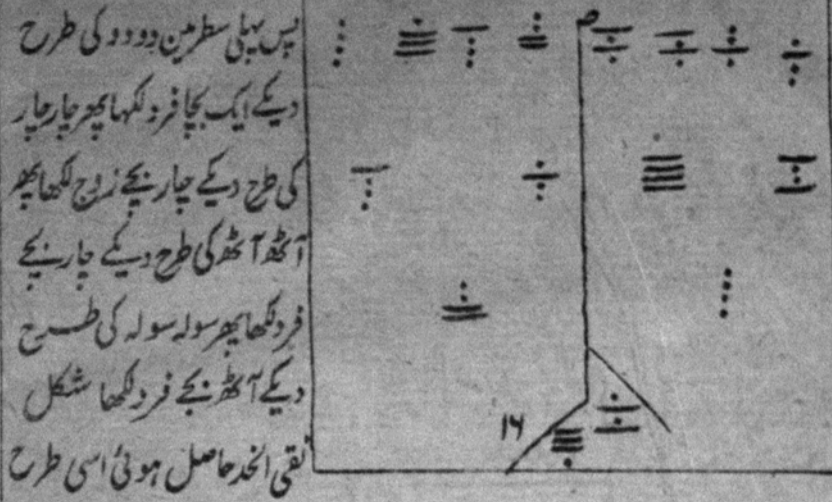 پس پہلی سطر مین دو دو کی طرح
دیکے ایک بچا فرد لکھا پھر چار چار
کی طرح دیکے چار بچے زوج لکھا پھر
آٹھ آٹھ کی طرح دیکے چار بچے
فرد لکھا پھر سولہ سولہ کی طرح
دیکے آٹھ بچے فرد لکھا شکل
نقی الخد حاصل ہوئی اسی طرح
۱۶